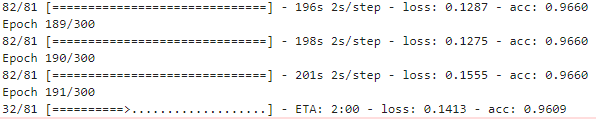 82/81 [==============================] - 196s 2s/step - loss: 0.1287 - acc: 0.9660
Epoch 189/300
82/81 [==============================] - 198s 2s/step - loss: 0.1275 - acc: 0.9660
Epoch 190/300
82/81 [==============================] - 201s 2s/step - loss: 0.1555 - acc: 0.9660
Epoch 191/300
32/81 [==========>...................] - ETA: 2:00 - loss: 0.1413 - acc: 0.9609